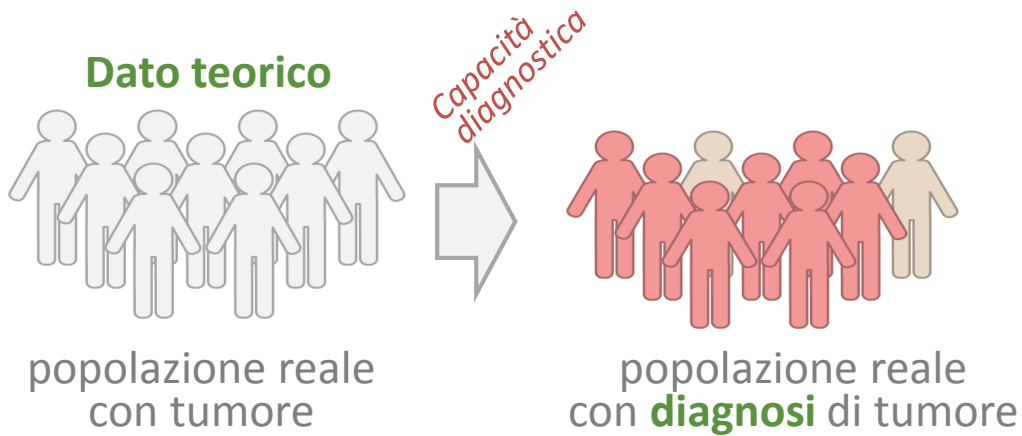 Dato teorico
Capacità
diagnostica
popolazione reale
con tumore
popolazione reale
con diagnosi di tumore